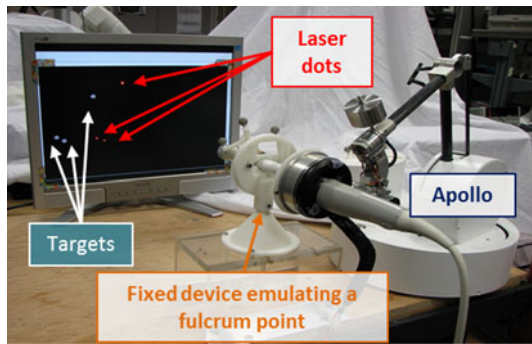 Laser
dots
Apollo
Targets
Fixed device emulating a
fulcrum point